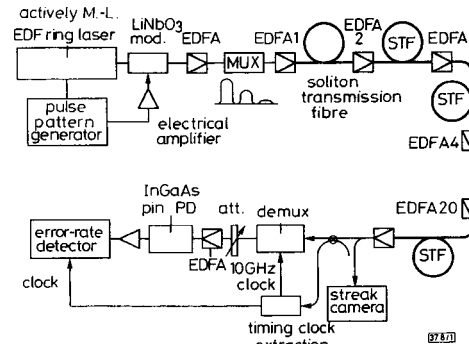 actively M.-L.
EDF ring laser
LiNbO3
mod.
EDFA
MUX
EDFA1
EDFA
2
STF
EDFA
pulse
pattern
generator
electrical
amplifier
soliton
transmission
fibre
STF
EDFA4
InGaAs
pin PD
att.
demux
EDFA20
error-rate
detector
EDFA
10GHz
clock
STF
clock
streak
camera
timing clock
extraction
378/1